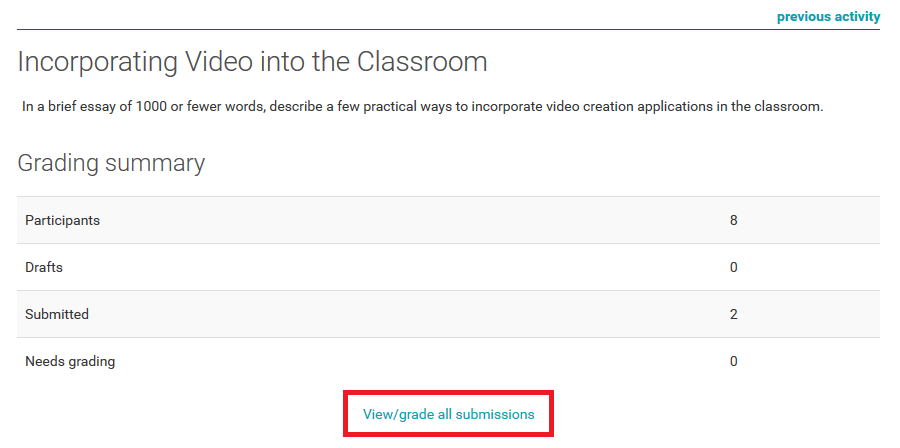 previous activity
Incorporating Video into the Classroom
In a brief essay of 1000 or fewer words, describe a few practical ways to incorporate video creation applications in the classroom.
Grading summary
Participants 8
Drafts 0
Submitted 2
Needs grading 0
View/grade all submissions